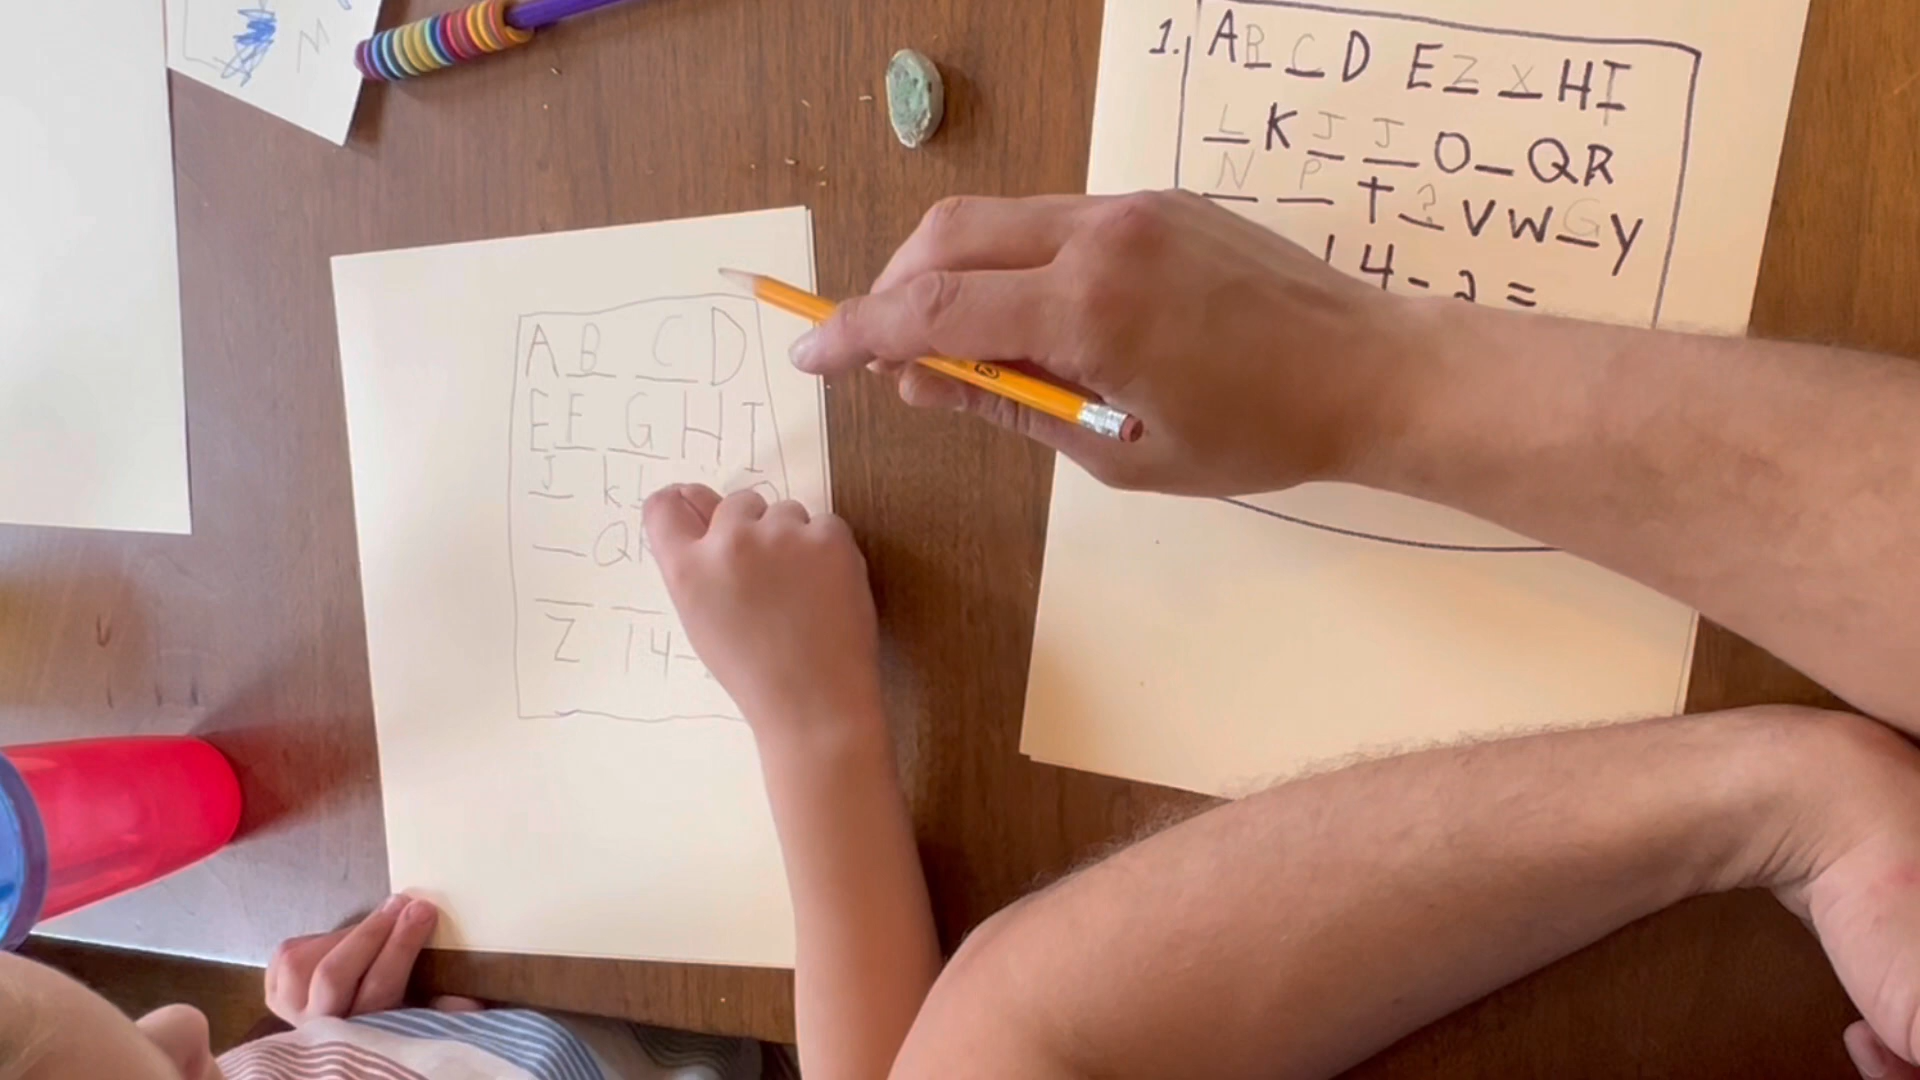 M
A B C D
E F G H I
J K L
_ Q R
_ _
Z 14-
1. A B C D E Z X H I
L K J J O _ Q R
N P T ? V W G Y
14-2=